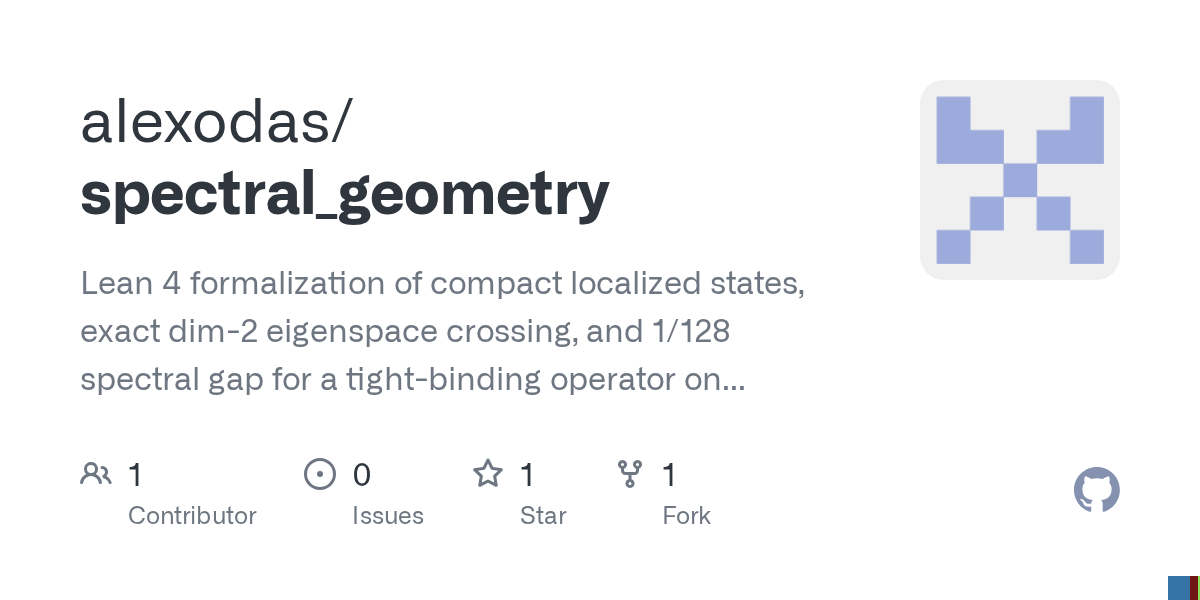 alexodas/
spectral_geometry
Lean 4 formalization of compact localized states,
exact dim-2 eigenspace crossing, and 1/128
spectral gap for a tight-binding operator on...
1 0 1 1
Contributor Issues Star Fork